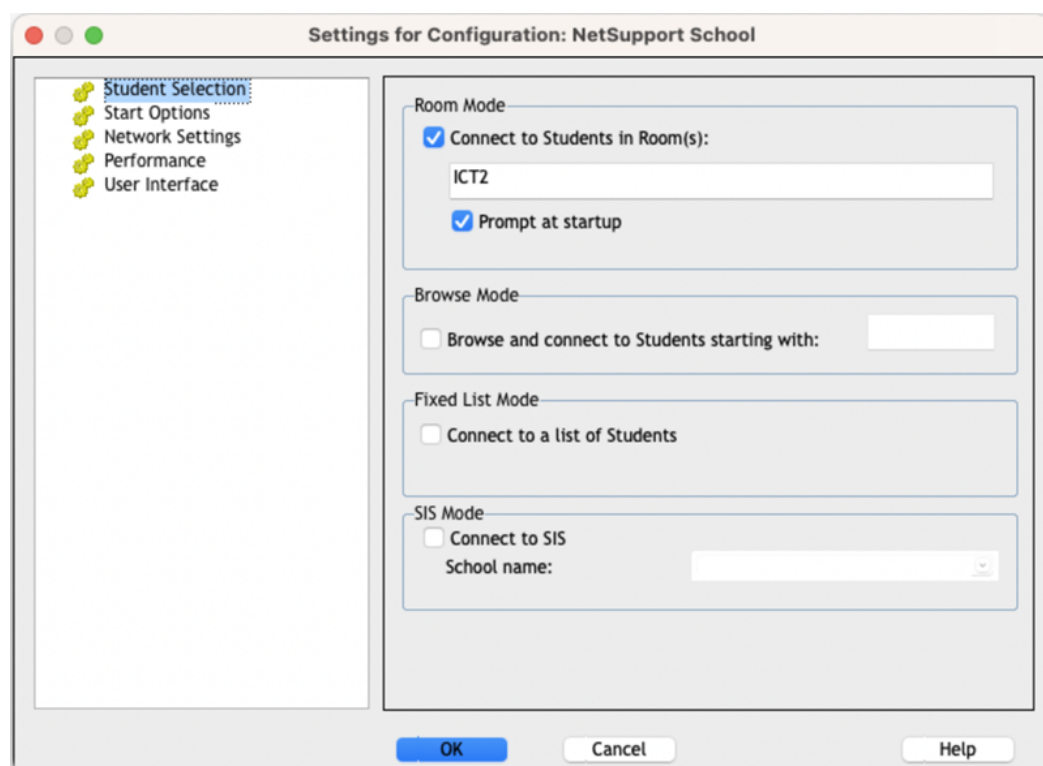 Settings for Configuration: NetSupport School
Student Selection
Start Options
Network Settings
Performance
User Interface
Room Mode
Connect to Students in Room(s):
ICT2
Prompt at startup
Browse Mode
Browse and connect to Students starting with:
Fixed List Mode
Connect to a list of Students
SIS Mode
Connect to SIS
School name:
OK Cancel Help